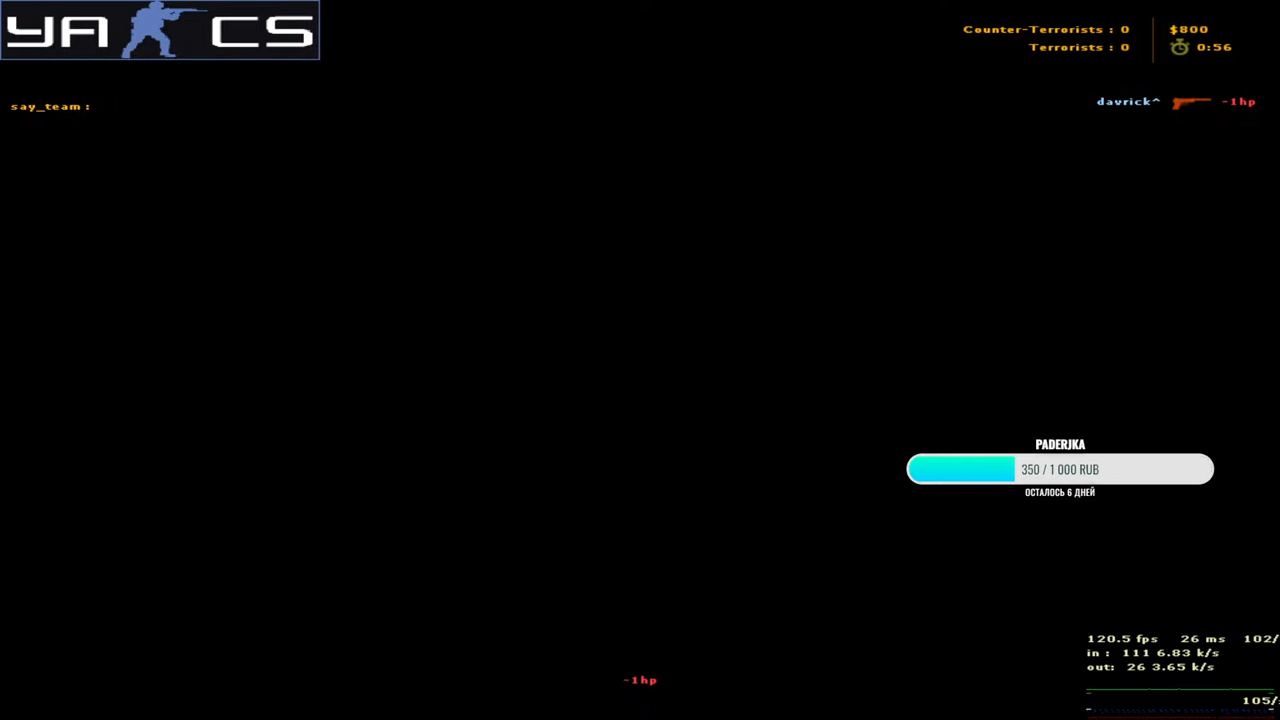 YA CS
Counter-Terrorists : 0
Terrorists : 0
$800
0:56
say_team :
davrick^ -1hp
PADERJKA
350 / 1 000 RUB
ОСТАЛОСЬ 6 ДНЕЙ
120.5 fps 26 ms 102/
in : 111 6.83 k/s
out: 26 3.65 k/s
-1hp
105/